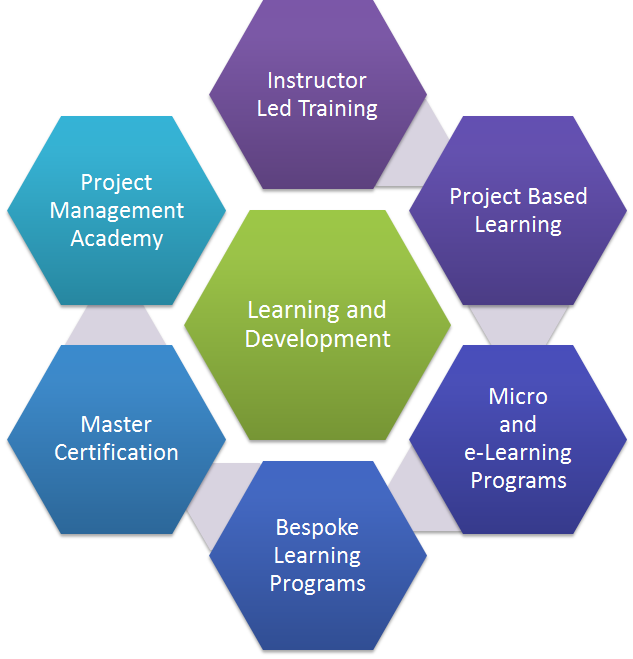 Instructor
Led Training
Project Based
Learning
Micro
and
e-Learning
Programs
Bespoke
Learning
Programs
Master
Certification
Project
Management
Academy
Learning and
Development